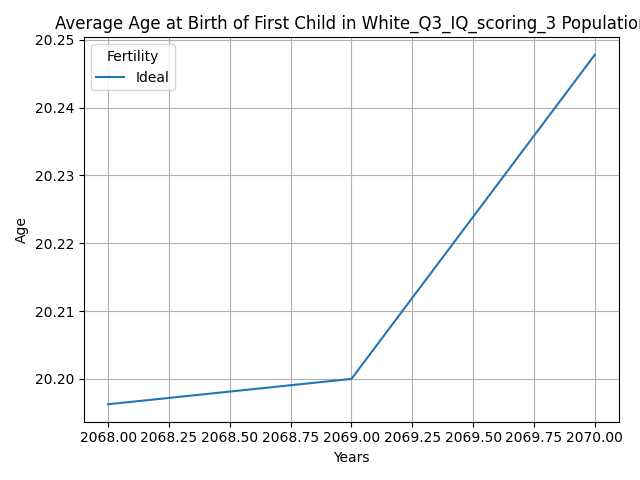 Average Age at Birth of First Child in White_Q3_IQ_scoring_3 Population
20.25
20.24
20.23
20.22
20.21
20.20
Age
Fertility
Ideal
2068.00 2068.25 2068.50 2068.75 2069.00 2069.25 2069.50 2069.75 2070.00
Years